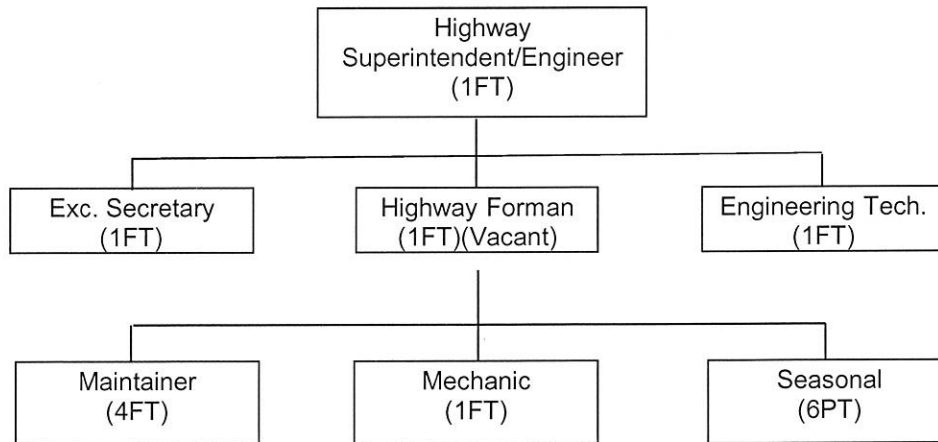 Highway
Superintendent/Engineer
(1FT)
Exc. Secretary
(1FT)
Highway Forman
(1FT)(Vacant)
Engineering Tech.
(1FT)
Maintainer
(4FT)
Mechanic
(1FT)
Seasonal
(6PT)